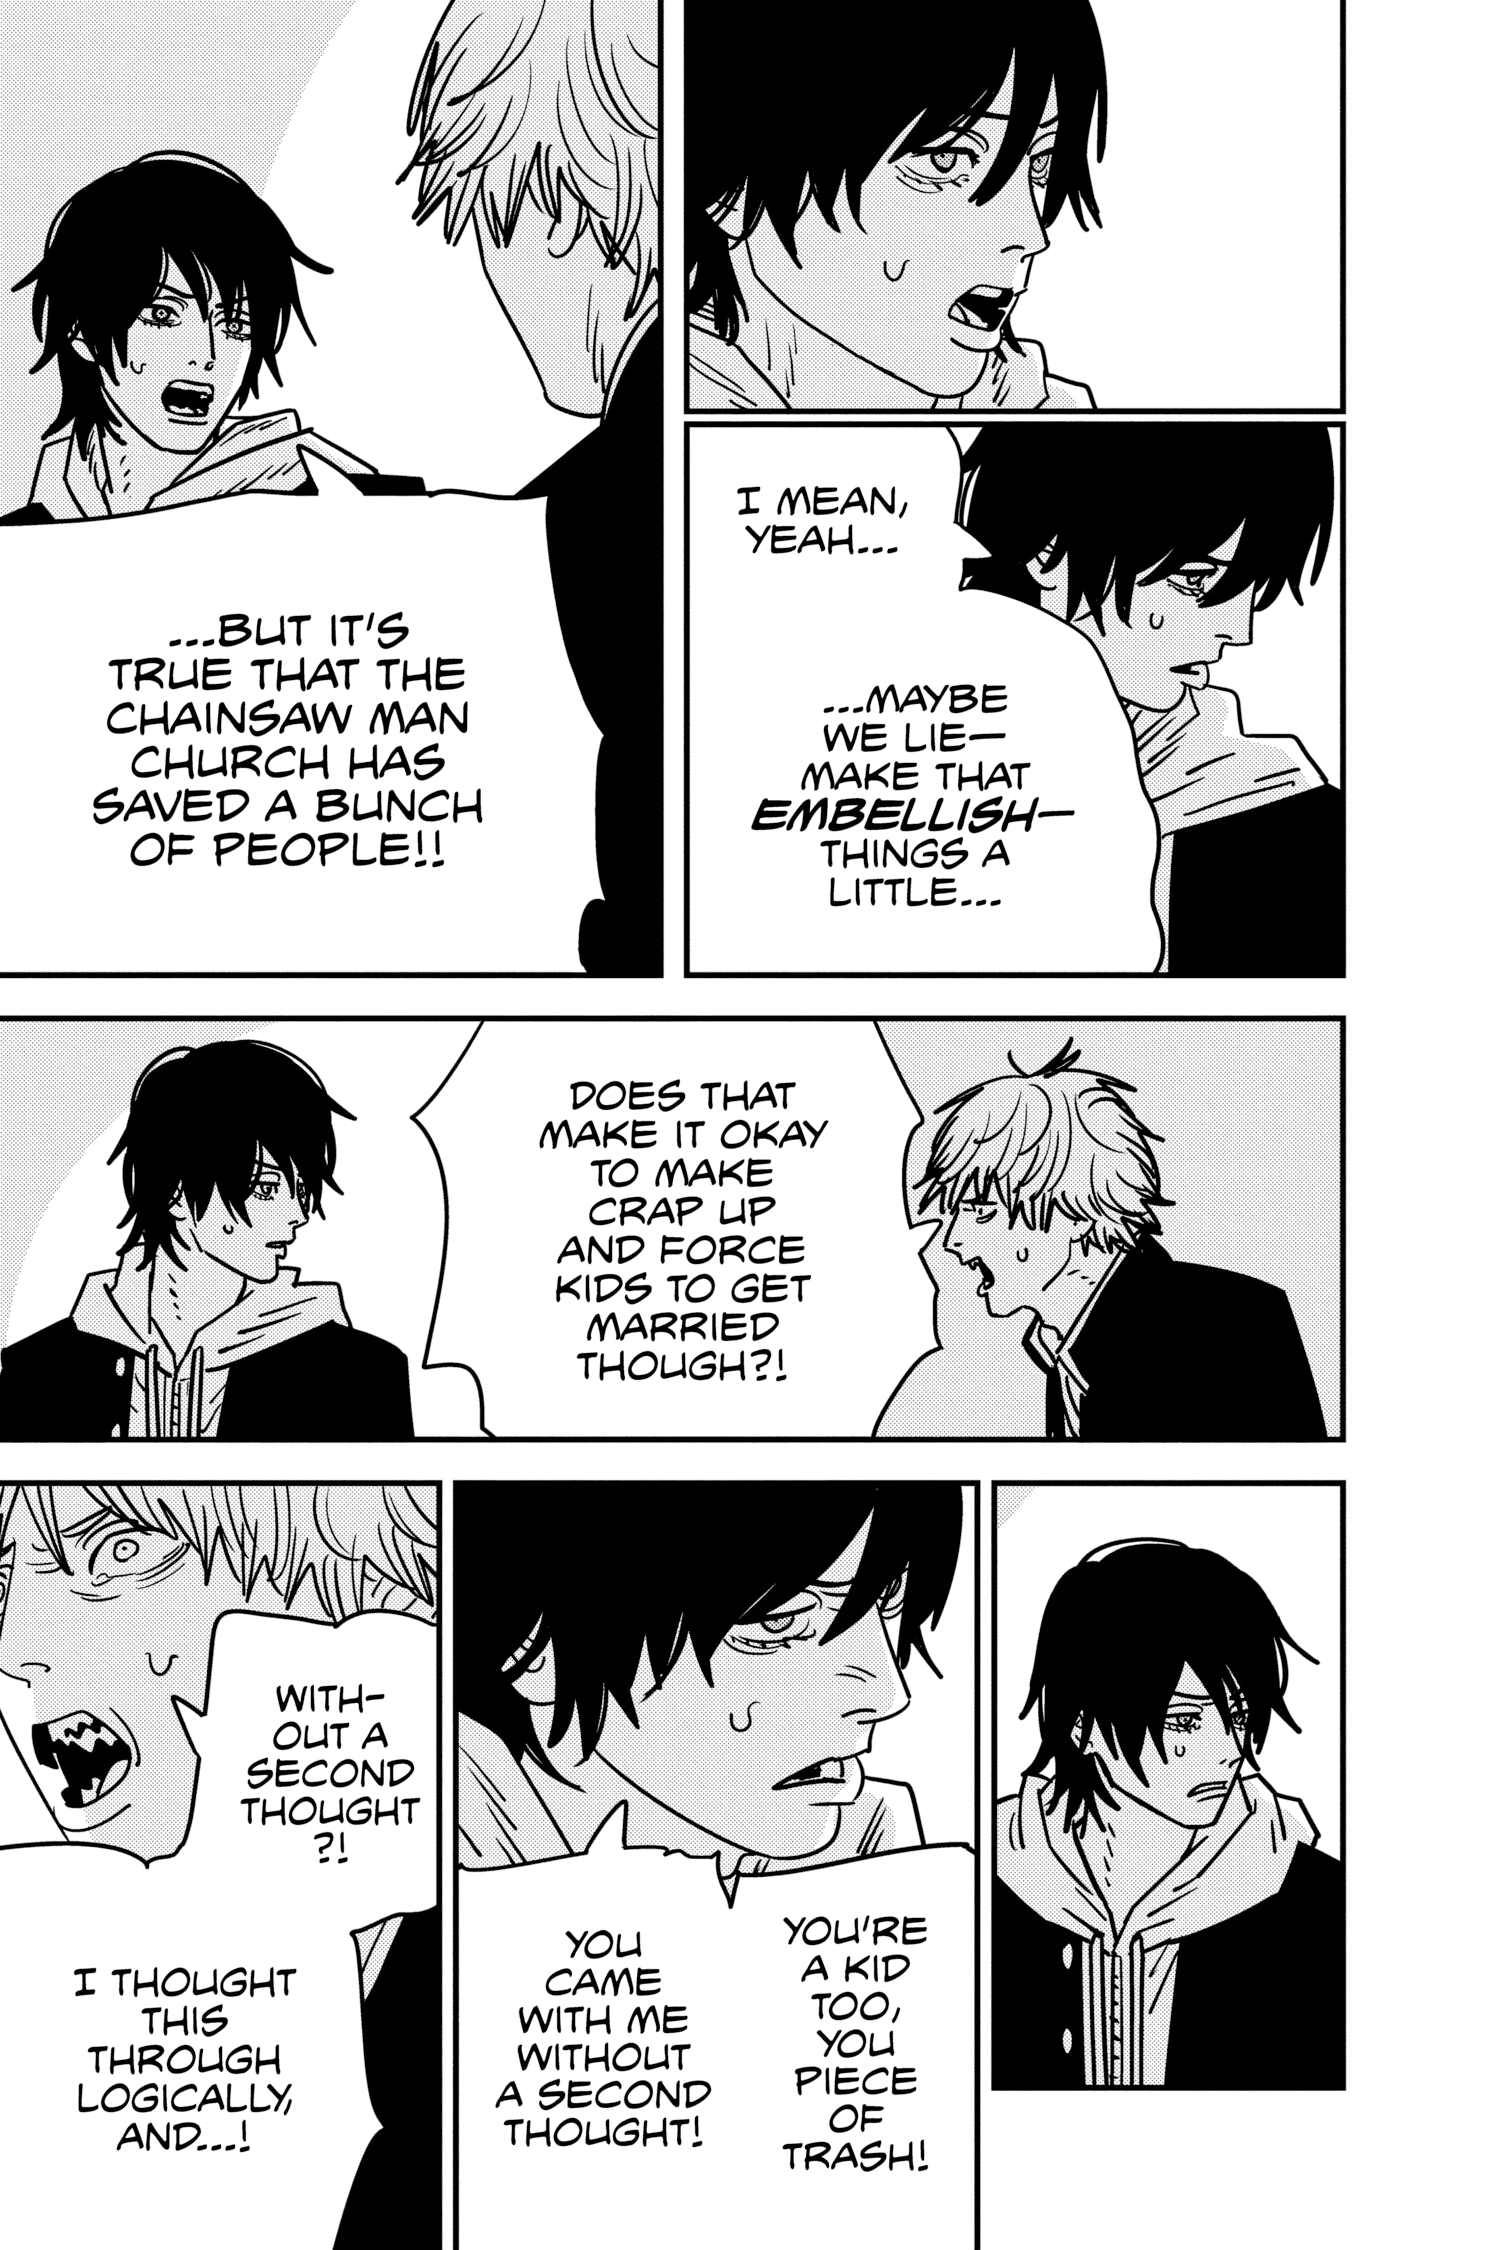 I MEAN,
YEAH...
...MAYBE
WE LIE—
MAKE THAT
EMBELLISH—
THINGS A
LITTLE...
...BUT IT'S
TRUE THAT THE
CHAINSAW MAN
CHURCH HAS
SAVED A BUNCH
OF PEOPLE!!
DOES THAT
MAKE IT OKAY
TO MAKE
CRAP UP
AND FORCE
KIDS TO GET
MARRIED
THOUGH?!
YOU'RE
A KID
TOO,
YOU
PIECE
OF
TRASH!
YOU
CAME
WITH ME
WITHOUT
A SECOND
THOUGHT!
WITH-
OUT A
SECOND
THOUGHT
?!
I THOUGHT
THIS
THROUGH
LOGICALLY,
AND...!